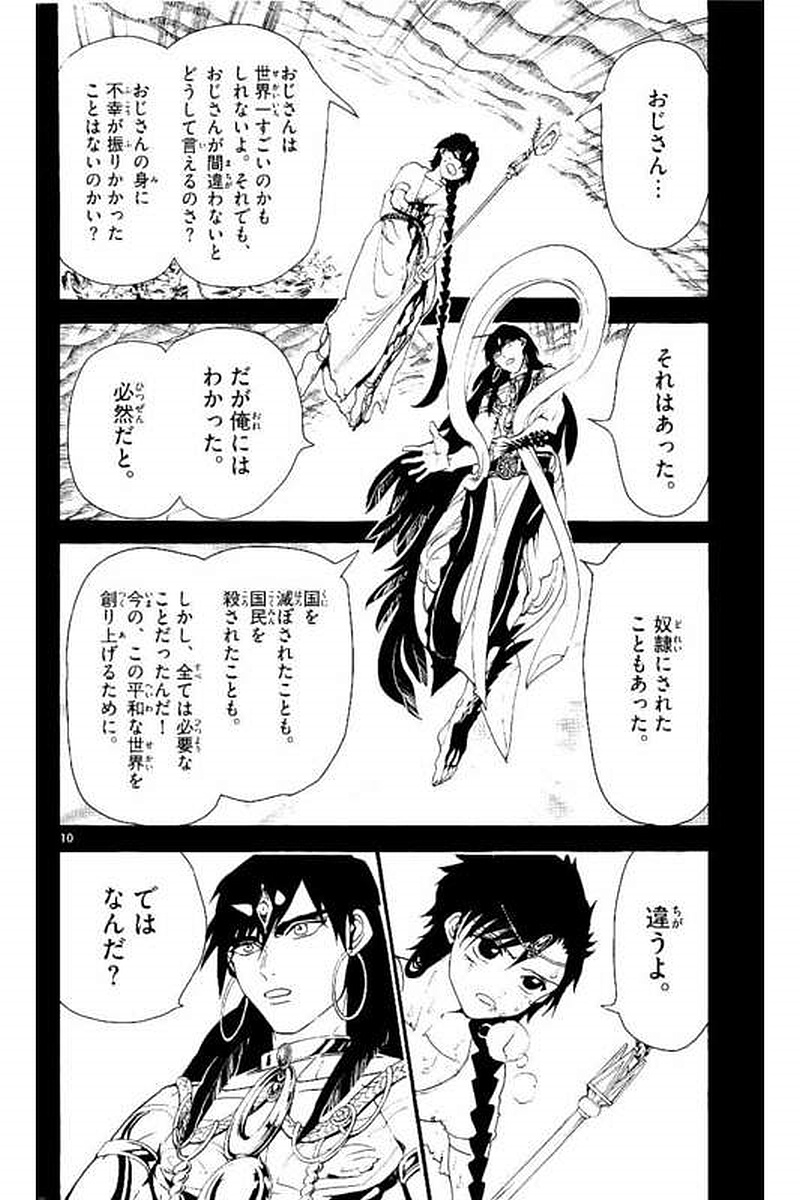 おじさん…
おじさんは
世界一すごいのかも
しれないよ。それでも、
おじさんが間違わないと
どうして言えるのさ?
おじさんの身に
不幸が振りかかった
ことはないのかい?
それはあった。
だが俺には
わかった。
必然だと。
奴隷にされた
こともあった。
国を
滅ぼされたことも。
国民を
殺されたことも。
しかし、全ては必要な
ことだったんだ!
今の、この平和な世界を
創り上げるために。
10
違うよ。
では
なんだ?